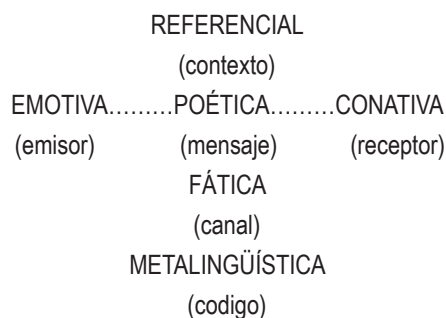 REFERENCIAL
(contexto)
EMOTIVA.........POÉTICA.........CONATIVA
(emisor) (mensaje) (receptor)
FÁTICA
(canal)
METALINGÜÍSTICA
(codigo)